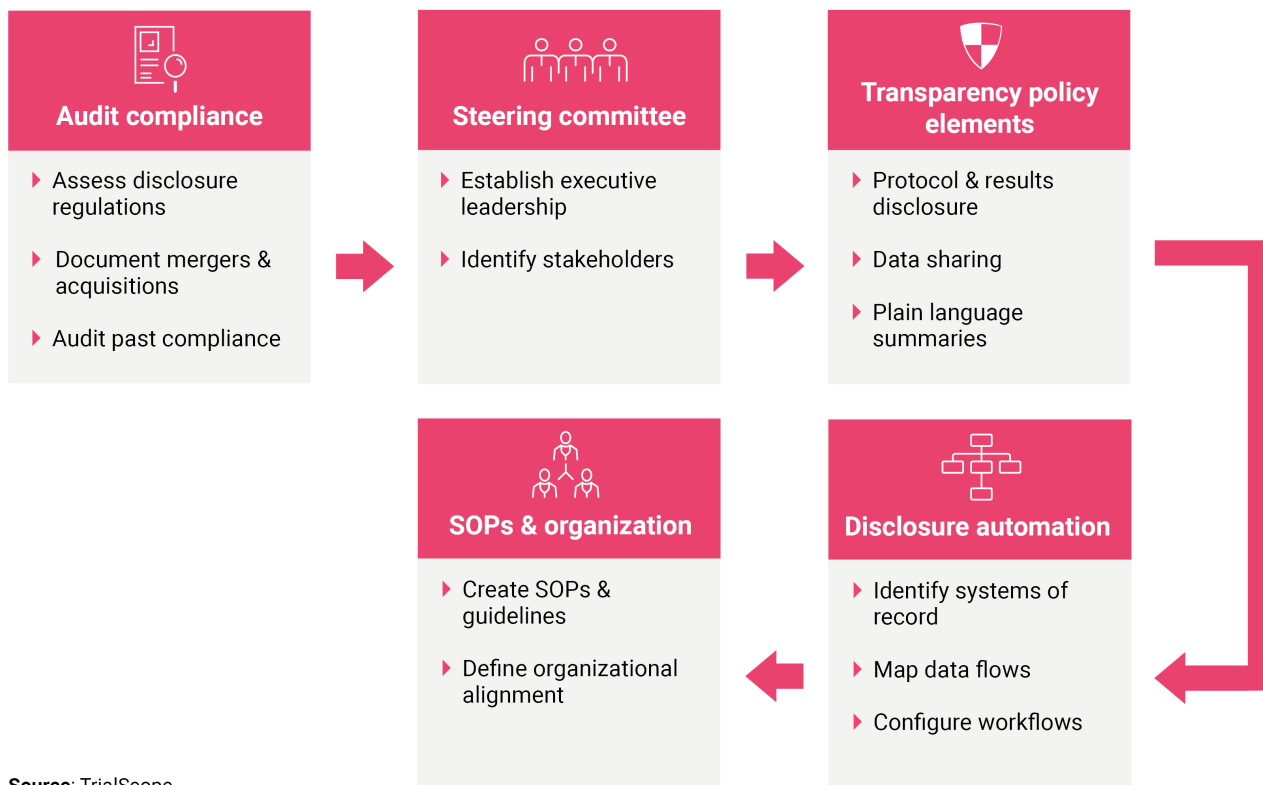 Audit compliance
Assess disclosure
regulations
Document mergers &
acquisitions
Audit past compliance
Steering committee
Establish executive
leadership
Identify stakeholders
Transparency policy
elements
Protocol & results
disclosure
Data sharing
Plain language
summaries
Disclosure automation
Identify systems of
record
Map data flows
Configure workflows
SOPs & organization
Create SOPs &
guidelines
Define organizational
alignment
Source: TrialScope